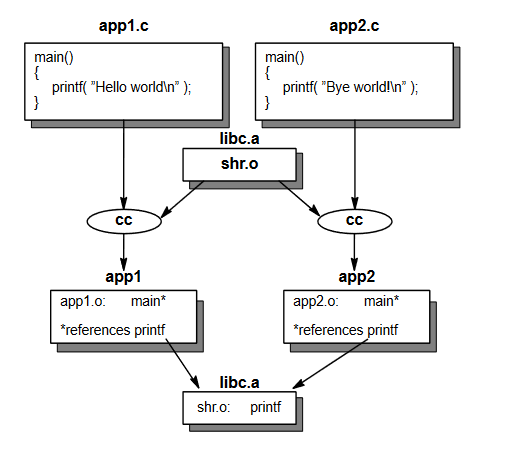 app1.c
main()
{
printf( ”Hello world\n” );
}
app2.c
main()
{
printf( ”Bye world!\n” );
}
libc.a
shr.o
cc
cc
app1
app1.o: main*
*references printf
app2
app2.o: main*
*references printf
libc.a
shr.o: printf